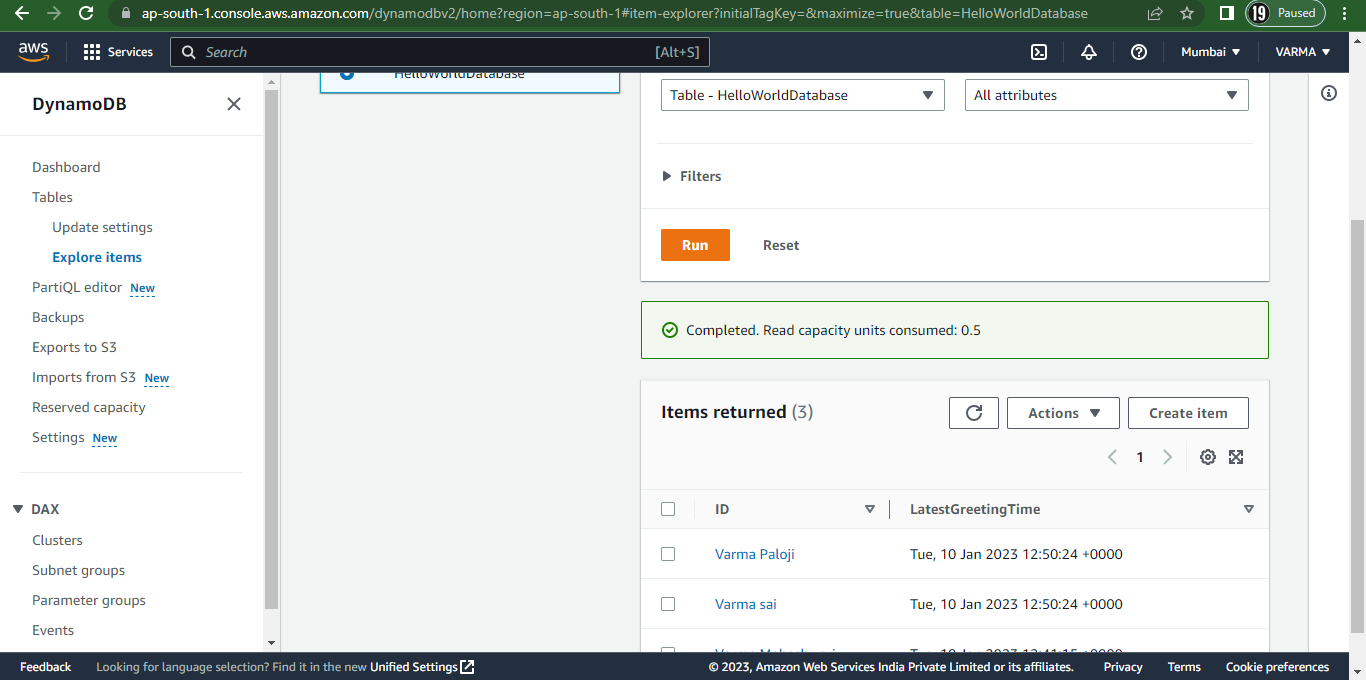 ap-south-1.console.aws.amazon.com/dynamodbv2/home?region=ap-south-1#item-explorer?initialTagKey=&maximize=true&table=HelloWorldDatabase
19 Paused
aws
Services
Search [Alt+S]
Mumbai
VARMA
DynamoDB
Dashboard
Tables
Update settings
Explore items
PartiQL editor New
Backups
Exports to S3
Imports from S3 New
Reserved capacity
Settings New
DAX
Clusters
Subnet groups
Parameter groups
Events
HelloWorldDatabase
Table - HelloWorldDatabase
All attributes
Filters
Run Reset
Completed. Read capacity units consumed: 0.5
Items returned (3)
Actions
Create item
1
ID LatestGreetingTime
Varma Paloji Tue, 10 Jan 2023 12:50:24 +0000
Varma sai Tue, 10 Jan 2023 12:50:24 +0000
Feedback Looking for language selection? Find it in the new Unified Settings © 2023, Amazon Web Services India Private Limited or its affiliates. Privacy Terms Cookie preferences